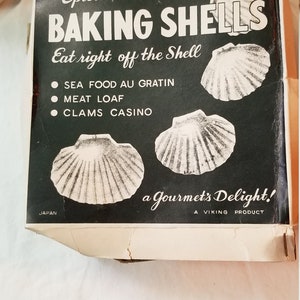 BAKING SHELLS
Eat right off the Shell
• SEA FOOD AU GRATIN
• MEAT LOAF
• CLAMS CASINO
a Gourmet's Delight!
JAPAN
A VIKING PRODUCT